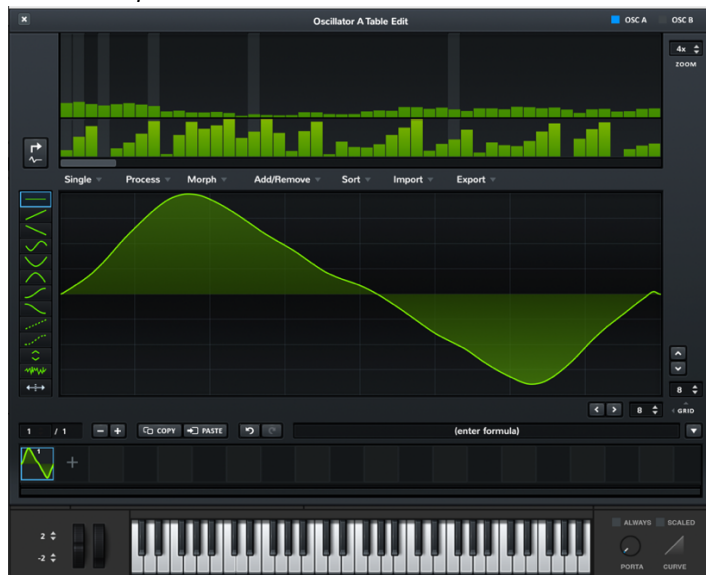 Oscillator A Table Edit
OSC A
OSC B
4x
ZOOM
Single
Process
Morph
Add/Remove
Sort
Import
Export
8
8
GRID
1 / 1
COPY
PASTE
(enter formula)
1
ALWAYS
SCALED
2
-2
PORTA
CURVE